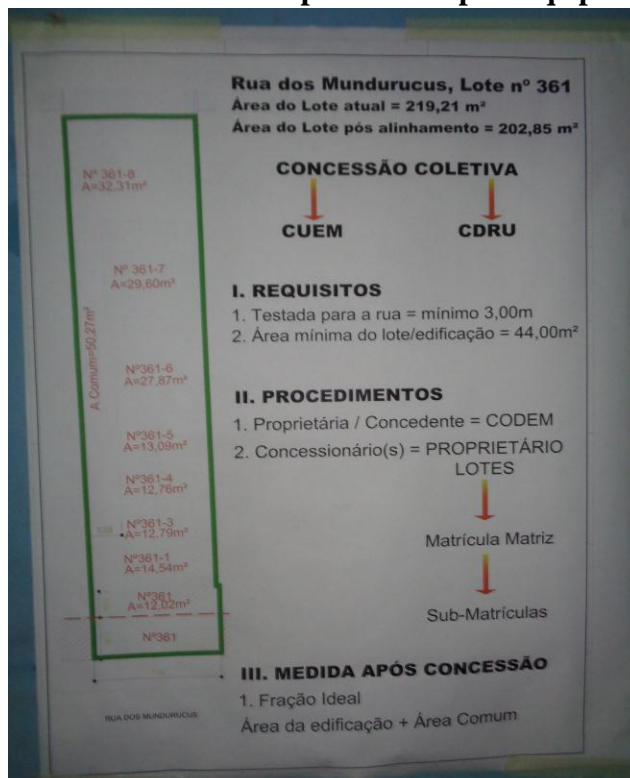 Rua dos Mundurucus, Lote nº 361
Área do Lote atual = 219,21 m²
Área do Lote pós alinhamento = 202,85 m²
CONCESSÃO COLETIVA
CUEM
CDRU
I. REQUISITOS
1. Testada para a rua = mínimo 3,00m
2. Área mínima do lote/edificação = 44,00m²
II. PROCEDIMENTOS
1. Proprietária / Concedente = CODEM
2. Concessionário(s) = PROPRIETÁRIO
LOTES
Matrícula Matriz
Sub-Matrículas
III. MEDIDA APÓS CONCESSÃO
1. Fração Ideal
Área da edificação + Área Comum
Nº 361-8
A=32,31m²
Nº 361-7
A=29,60m²
A Comum=50,27m²
Nº361-6
A=27,87m²
Nº361-5
A=13,09m²
Nº361-4
A=12,76m²
Nº361-3
A=12,79m²
Nº361-1
A=14,54m²
Nº361
A=12,02m²
Nº361
RUA DOS MUNDURUCUS